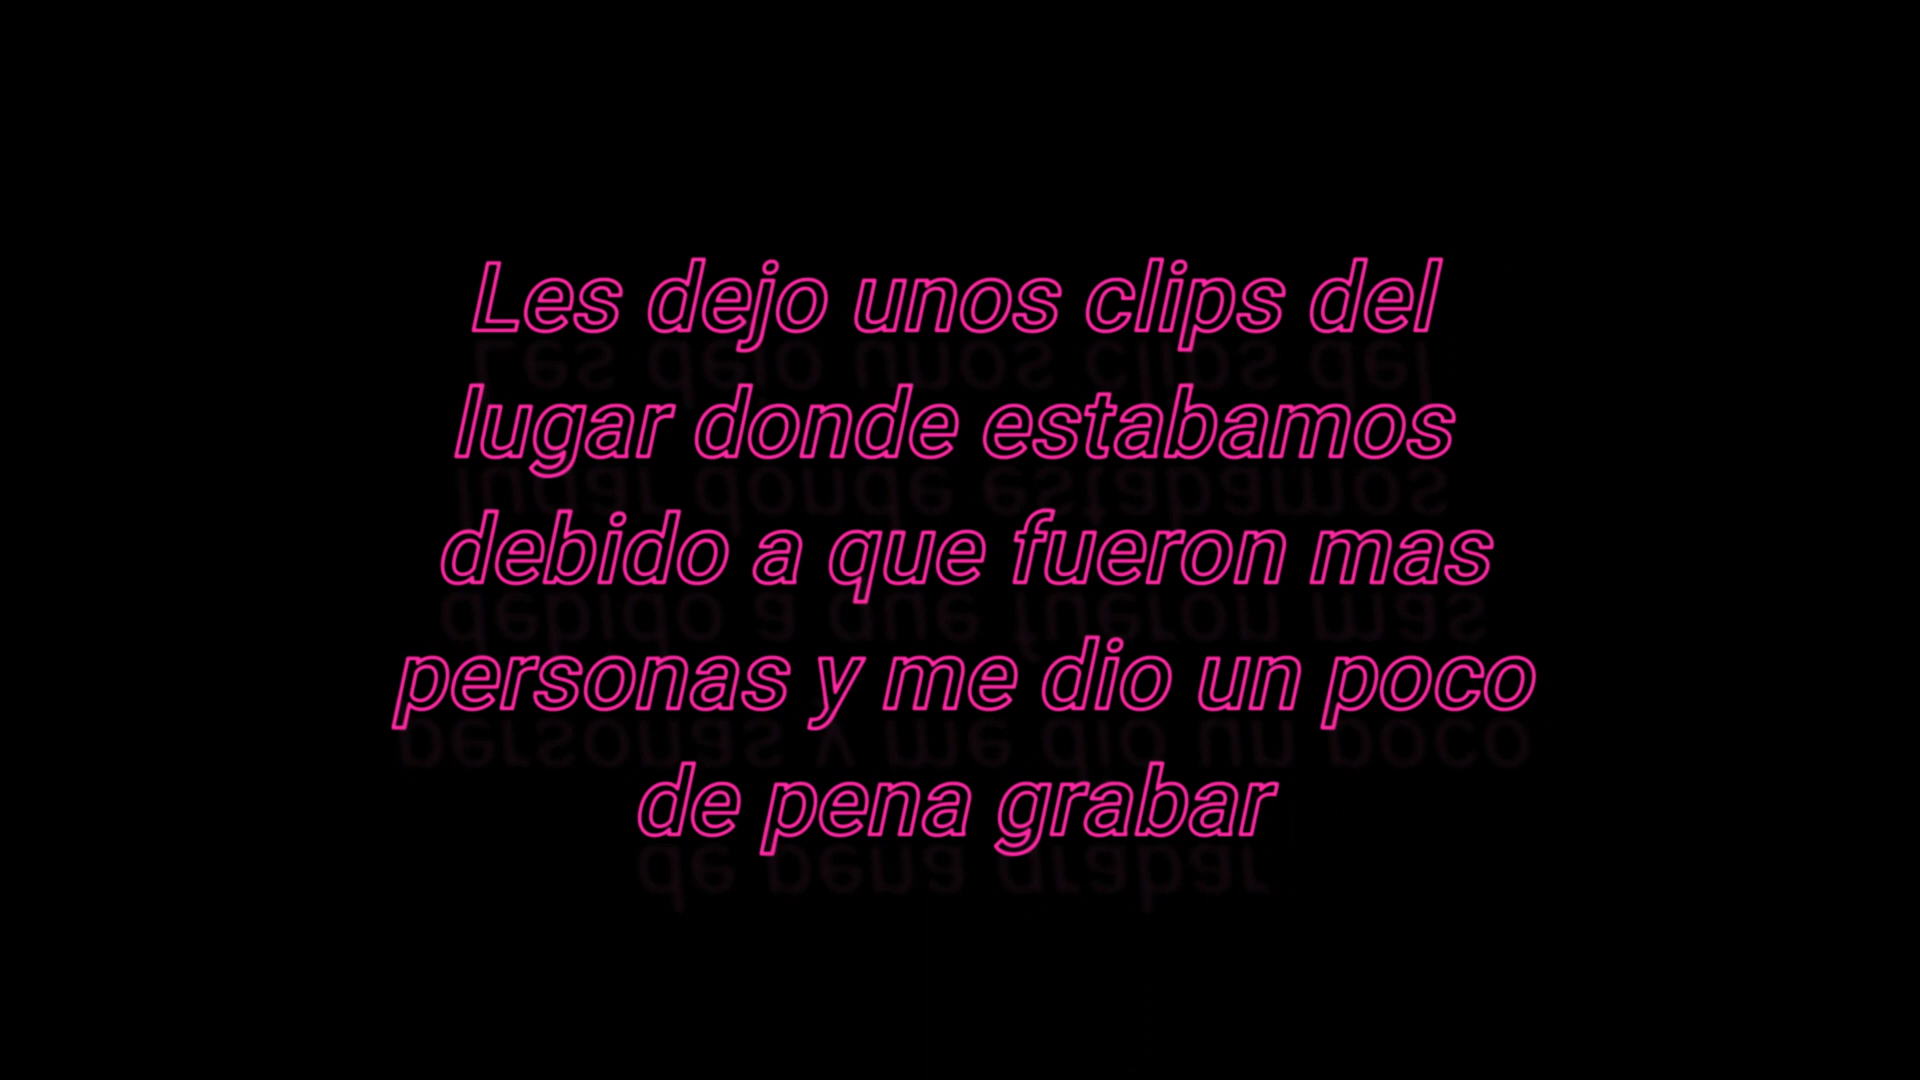 Les dejo unos clips del
lugar donde estabamos
debido a que fueron mas
personas y me dio un poco
de pena grabar